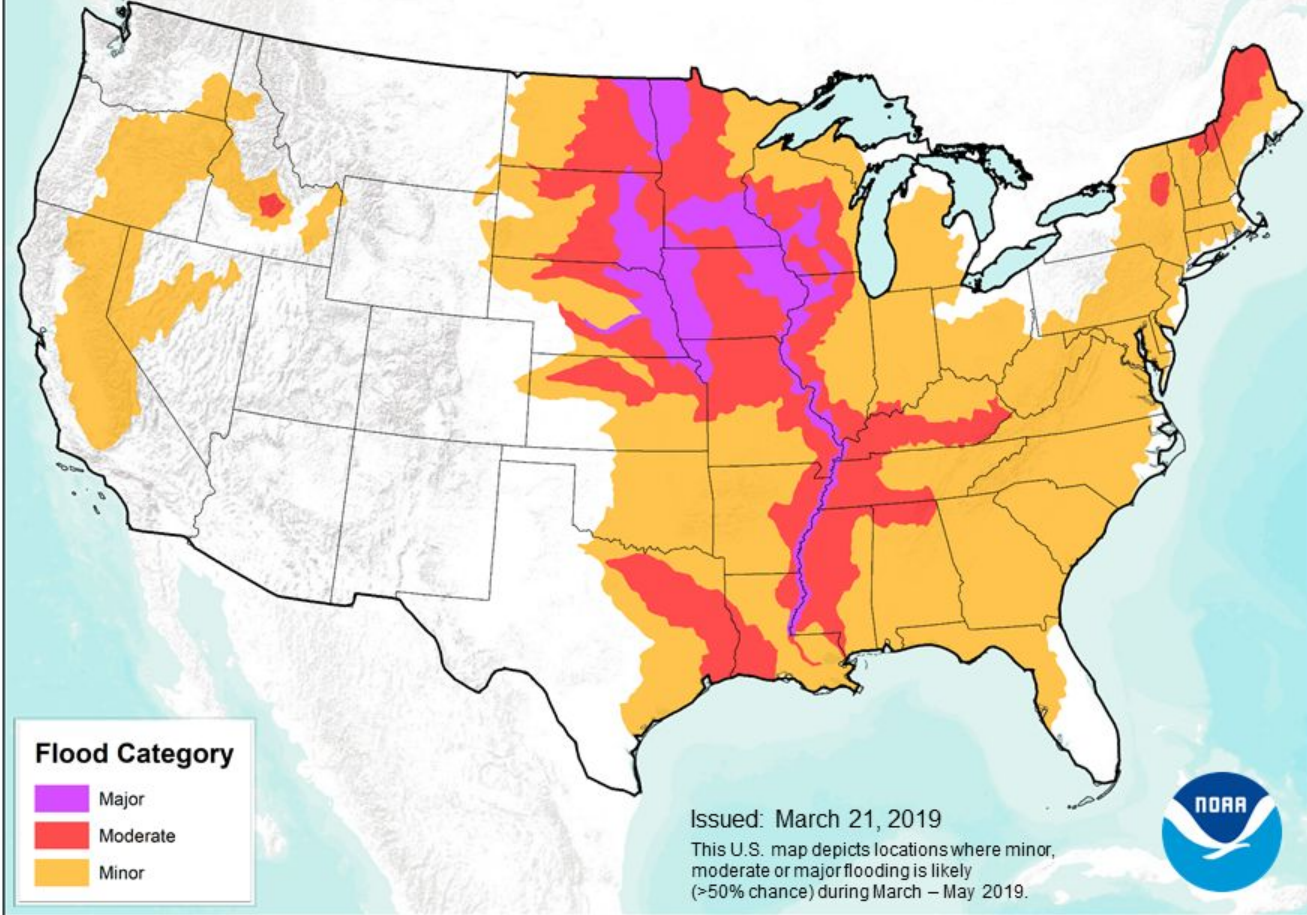 Flood Category
Major
Moderate
Minor
Issued: March 21, 2019
This U.S. map depicts locations where minor,
moderate or major flooding is likely
(>50% chance) during March – May 2019.
NOAA